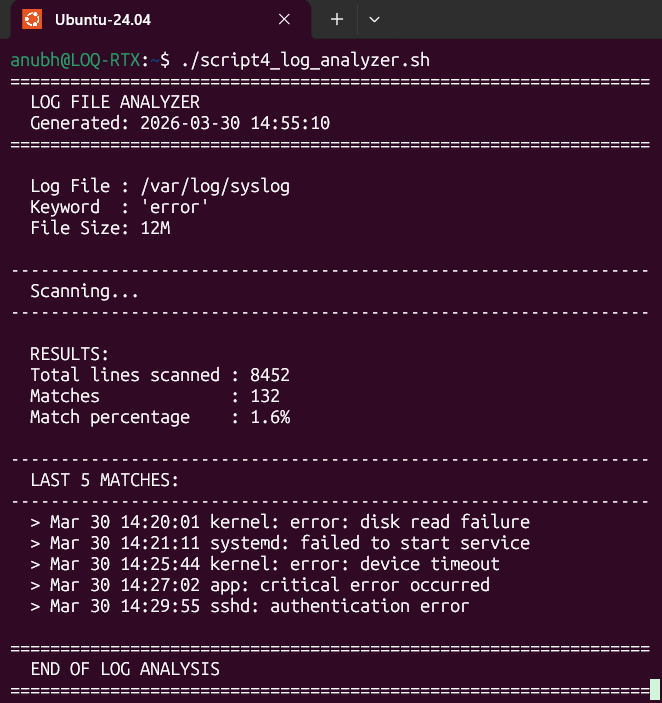 Ubuntu-24.04
anubh@LOQ-RTX:~$ ./script4_log_analyzer.sh
================================================================
LOG FILE ANALYZER
Generated: 2026-03-30 14:55:10
================================================================
Log File : /var/log/syslog
Keyword  : 'error'
File Size: 12M
----------------------------------------------------------------
Scanning...
----------------------------------------------------------------
RESULTS:
Total lines scanned : 8452
Matches             : 132
Match percentage    : 1.6%
----------------------------------------------------------------
LAST 5 MATCHES:
----------------------------------------------------------------
> Mar 30 14:20:01 kernel: error: disk read failure
> Mar 30 14:21:11 systemd: failed to start service
> Mar 30 14:25:44 kernel: error: device timeout
> Mar 30 14:27:02 app: critical error occurred
> Mar 30 14:29:55 sshd: authentication error
================================================================
END OF LOG ANALYSIS
================================================================